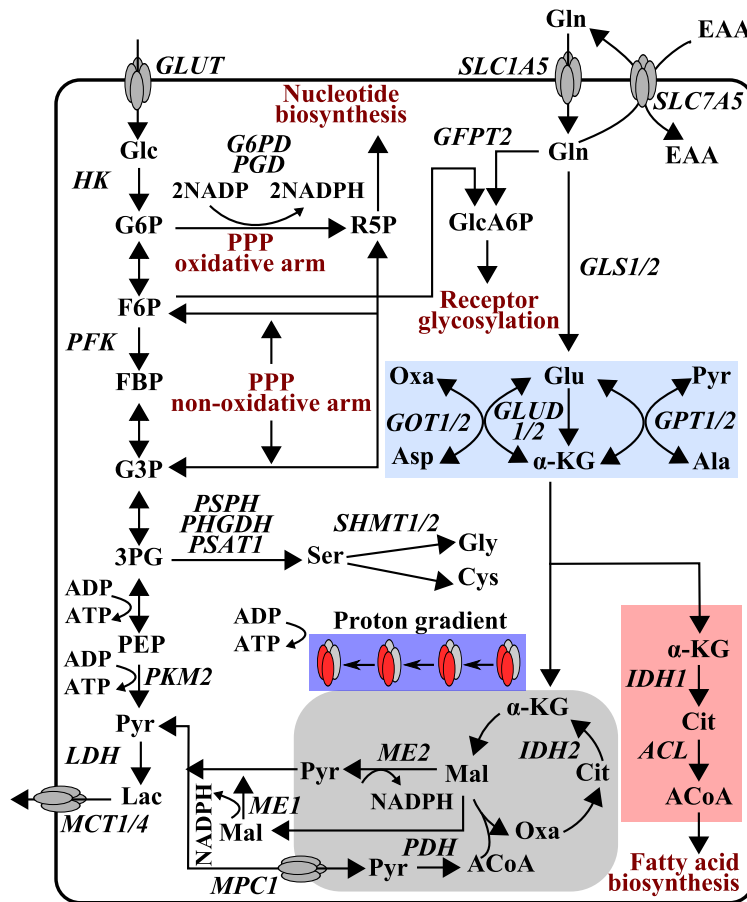 Gln
EAA
GLUT
SLC1A5
SLC7A5
Nucleotide
biosynthesis
Glc
G6PD
PGD
GFPT2
Gln
EAA
HK
2NADP
2NADPH
G6P
R5P
GlcA6P
PPP
oxidative arm
GLS1/2
F6P
Receptor
glycosylation
PFK
FBP
PPP
non-oxidative arm
Oxa
Glu
Pyr
GOT1/2
GLUD
1/2
GPT1/2
Asp
α-KG
Ala
G3P
PSPH
PHGDH
PSAT1
SHMT1/2
3PG
Ser
Gly
Cys
ADP
ATP
ADP
ATP
Proton gradient
PEP
ADP
ATP
PKM2
α-KG
IDH1
Cit
ACL
ACoA
Fatty acid
biosynthesis
Pyr
α-KG
LDH
ME2
IDH2
Pyr
Mal
Cit
NADPH
Lac
NADPH
ME1
Mal
Oxa
MCT1/4
PDH
MPC1
Pyr
ACoA